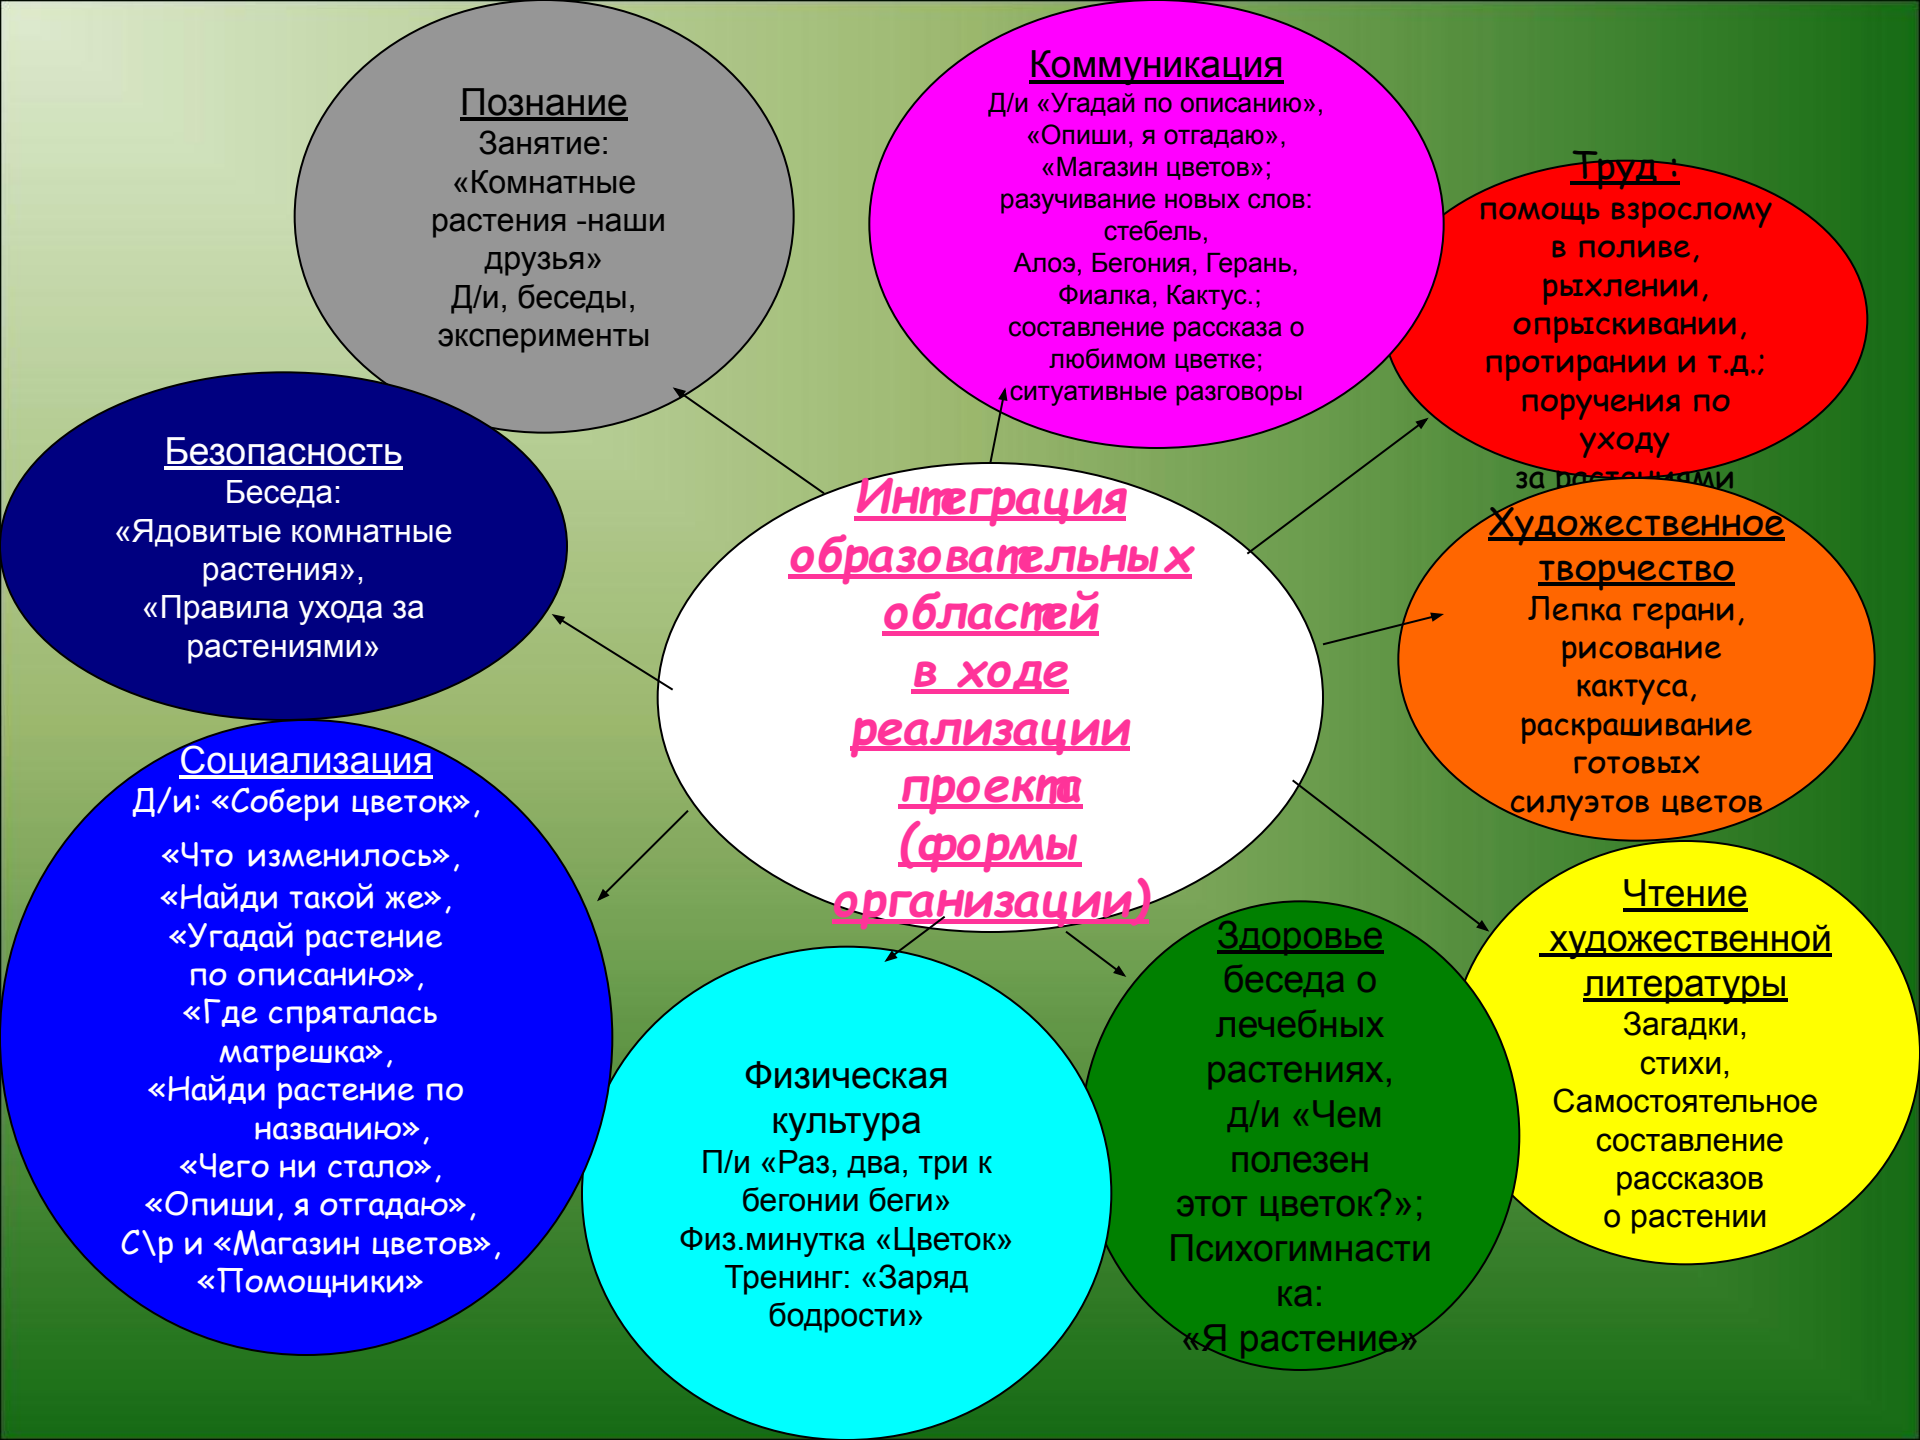 Познание
Занятие:
«Комнатные
растения -наши
друзья»
Д/и, беседы,
эксперименты
Коммуникация
Д/и «Угадай по описанию»,
«Опиши, я отгадаю»,
«Магазин цветов»;
разучивание новых слов:
стебель,
Алоэ, Бегония, Герань,
Фиалка, Кактус.;
составление рассказа о
любимом цветке;
ситуативные разговоры
Труд :
помощь взрослому
в поливе,
рыхлении,
опрыскивании,
протирании и т.д.;
поручения по
уходу
за растениями
Безопасность
Беседа:
«Ядовитые комнатные
растения»,
«Правила ухода за
растениями»
Интеграция
образовательных
областей
в ходе
реализации
проекта
(формы
организации)
Художественное
творчество
Лепка герани,
рисование
кактуса,
раскрашивание
готовых
силуэтов цветов
Социализация
Д/и: «Собери цветок»,
«Что изменилось»,
«Найди такой же»,
«Угадай растение
по описанию»,
«Где спряталась
матрешка»,
«Найди растение по
названию»,
«Чего ни стало»,
«Опиши, я отгадаю»,
С\р и «Магазин цветов»,
«Помощники»
Физическая
культура
П/и «Раз, два, три к
бегонии беги»
Физ.минутка «Цветок»
Тренинг: «Заряд
бодрости»
Здоровье
беседа о
лечебных
растениях,
д/и «Чем
полезен
этот цветок?»;
Психогимнасти
ка:
«Я растение»
Чтение
художественной
литературы
Загадки,
стихи,
Самостоятельное
составление
рассказов
о растении